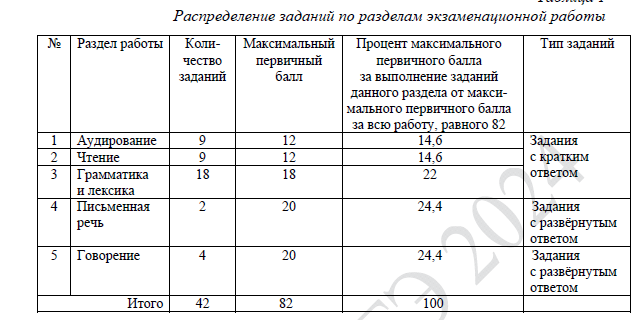 Таблица 1
Распределение заданий по разделам экзаменационной работы
№ Раздел работы Коли- Максимальный Процент максимального Тип заданий
чество первичный первичного балла
заданий балл за выполнение заданий
данного раздела от макси-
мального первичного балла
за всю работу, равного 82
1 Аудирование 9 12 14,6 Задания
2 Чтение 9 12 14,6 с кратким
3 Грамматика 18 18 22 ответом
и лексика
4 Письменная 2 20 24,4 Задания
речь с развёрнутым
ответом
5 Говорение 4 20 24,4 Задания
с развёрнутым
ответом
Итого 42 82 100
ГЭ 2024